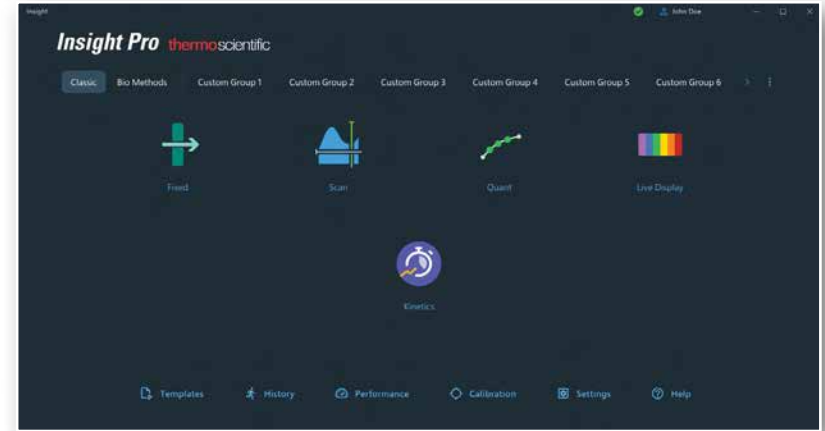 Insight
John Doe
Insight Pro thermoscientific
Classic Bio Methods Custom Group 1 Custom Group 2 Custom Group 3 Custom Group 4 Custom Group 5 Custom Group 6
Fixed Scan Quant Live Display
Kinetics
Templates History Performance Calibration Settings Help